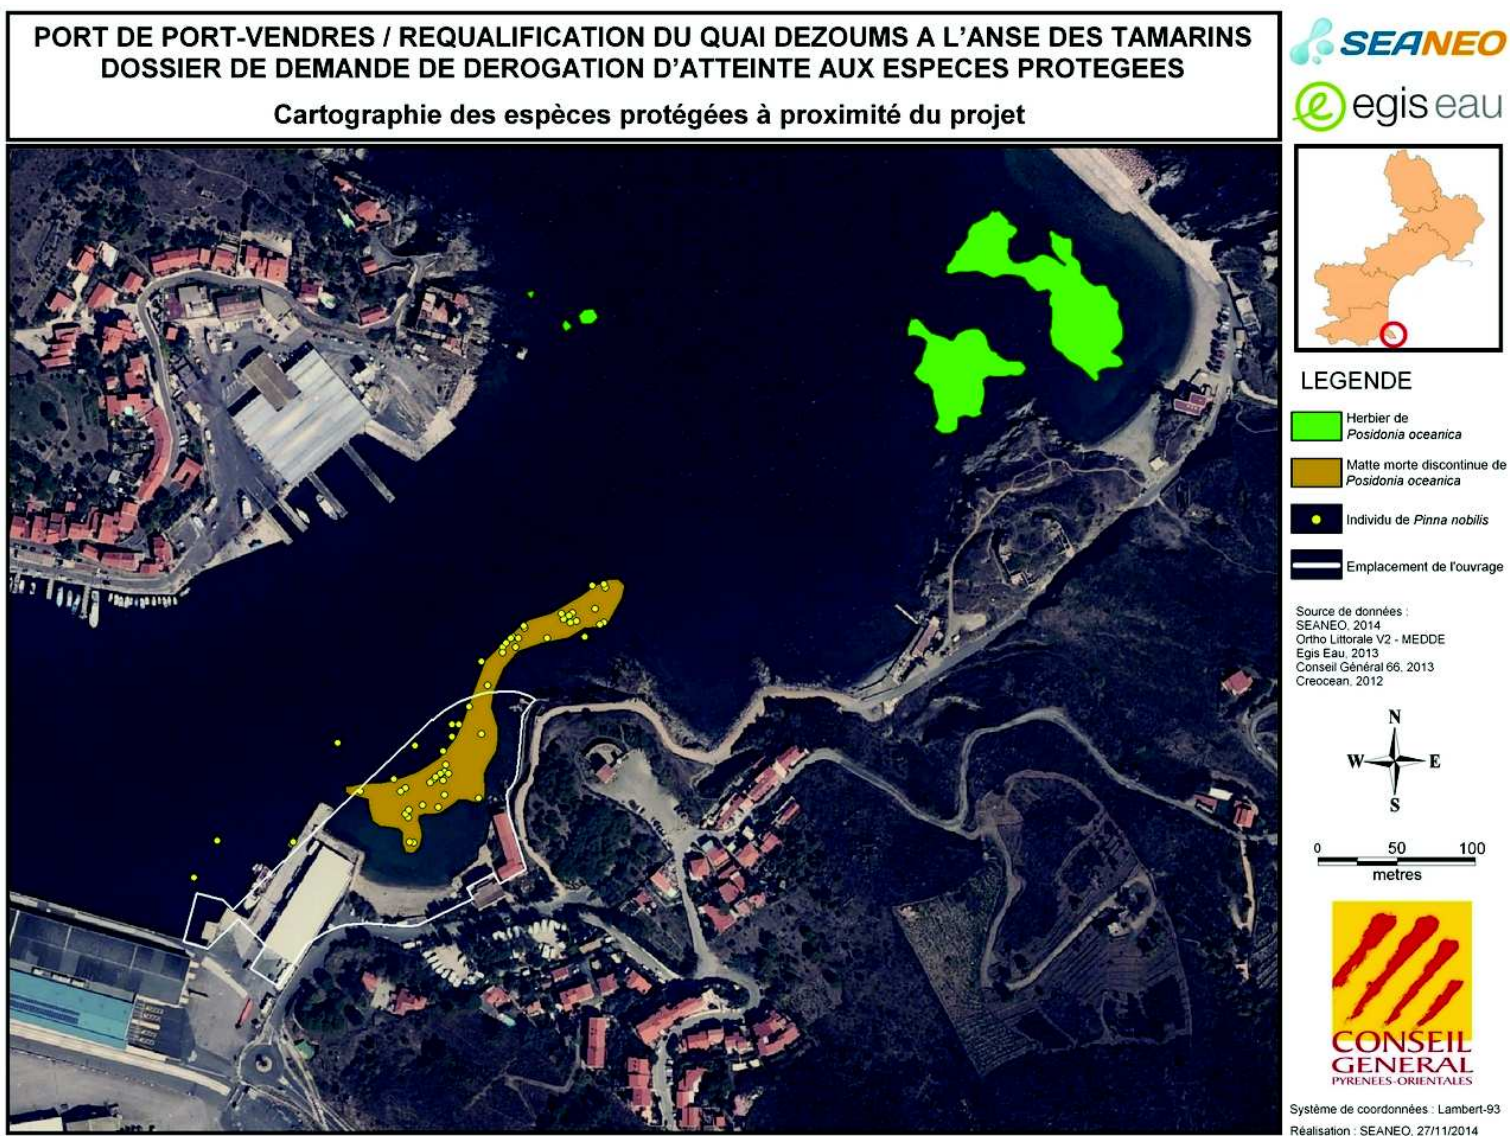 PORT DE PORT-VENDRES / REQUALIFICATION DU QUAI DEZOUMS A L'ANSE DES TAMARINS
DOSSIER DE DEMANDE DE DEROGATION D'ATTEINTE AUX ESPECES PROTEGEES
Cartographie des espèces protégées à proximité du projet
SEANEO
egis eau
LEGENDE
Herbier de
Posidonia oceanica
Matte morte discontinue de
Posidonia oceanica
Individu de Pinna nobilis
Emplacement de l'ouvrage
Source de données :
SEANEO, 2014
Ortho Littorale V2 - MEDDE
Egis Eau, 2013
Conseil Général 66, 2013
Creocean, 2012
N
W E
S
0 50 100
metres
CONSEIL
GENERAL
PYRENEES-ORIENTALES
Système de coordonnées : Lambert-93
Réalisation : SEANEO, 27/11/2014